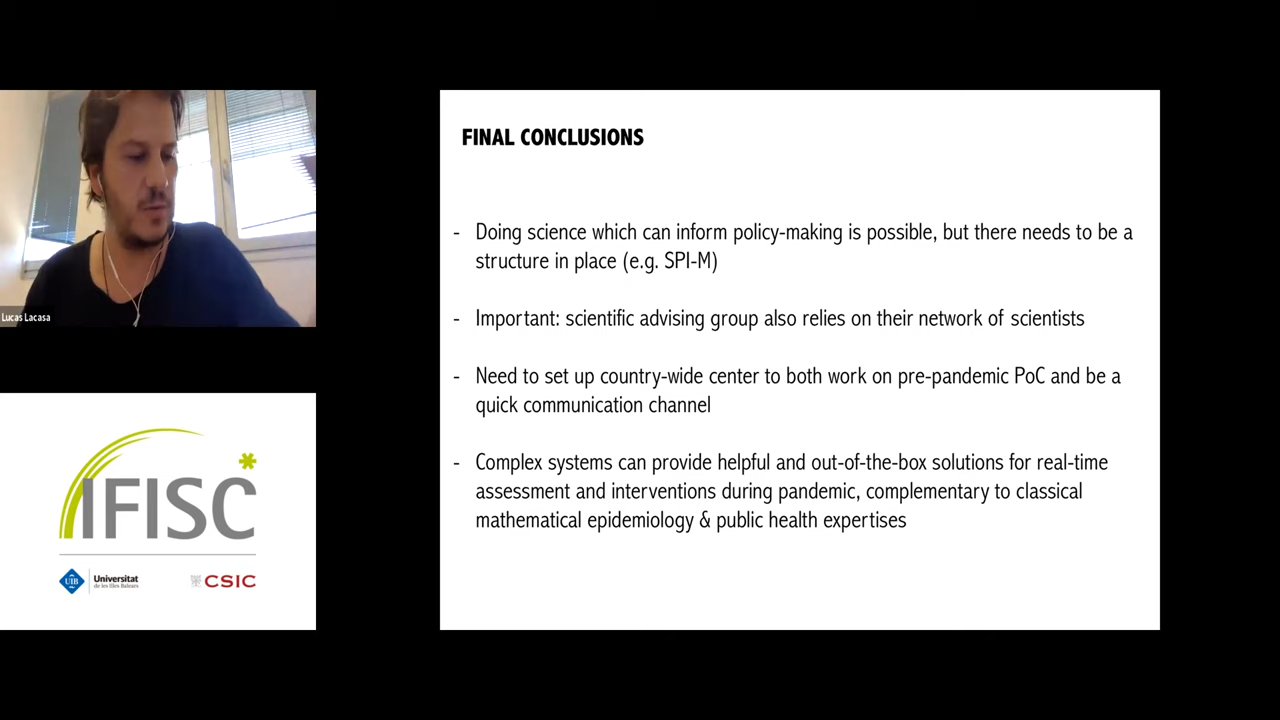 Lucas Lacasa
IFISC
UIB
Universitat
de les Illes Balears
CSIC
FINAL CONCLUSIONS
- Doing science which can inform policy-making is possible, but there needs to be a
structure in place (e.g. SPI-M)
- Important: scientific advising group also relies on their network of scientists
- Need to set up country-wide center to both work on pre-pandemic PoC and be a
quick communication channel
- Complex systems can provide helpful and out-of-the-box solutions for real-time
assessment and interventions during pandemic, complementary to classical
mathematical epidemiology & public health expertises